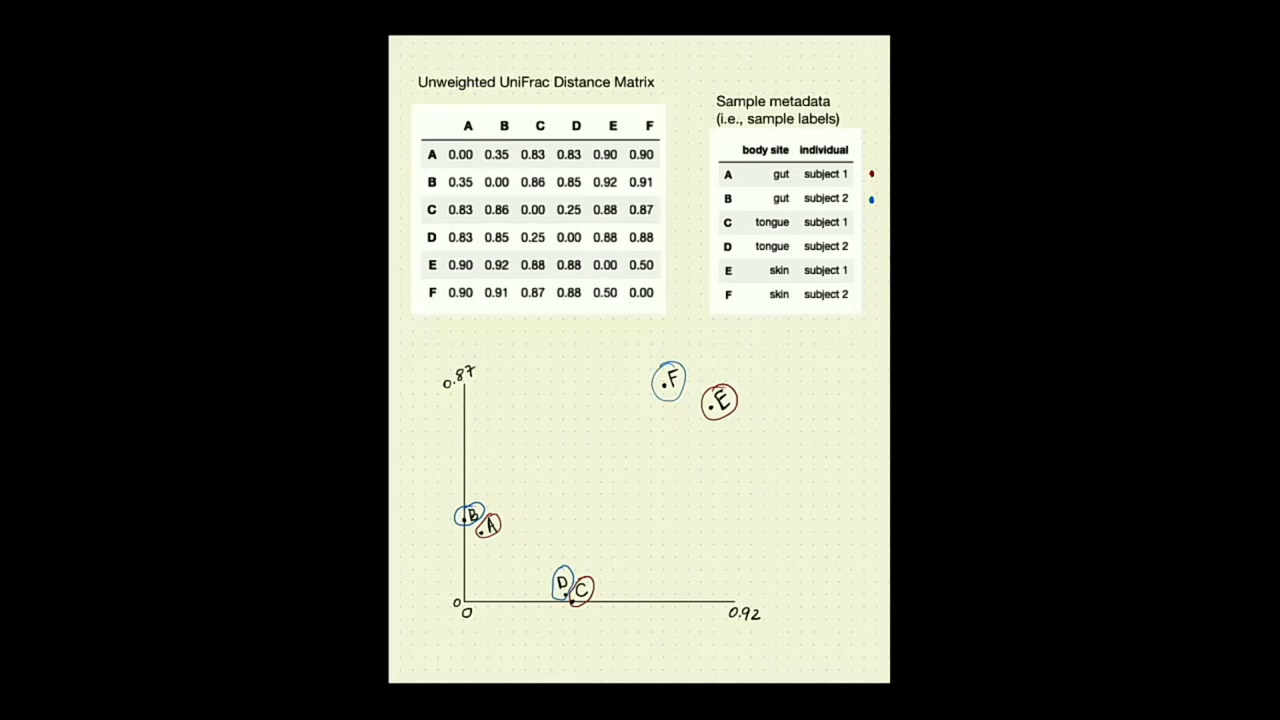 Unweighted UniFrac Distance Matrix
A B C D E F
A 0.00 0.35 0.83 0.83 0.90 0.90
B 0.35 0.00 0.86 0.85 0.92 0.91
C 0.83 0.86 0.00 0.25 0.88 0.87
D 0.83 0.85 0.25 0.00 0.88 0.88
E 0.90 0.92 0.88 0.88 0.00 0.50
F 0.90 0.91 0.87 0.88 0.50 0.00
Sample metadata
(i.e., sample labels)
body site individual
A gut subject 1
B gut subject 2
C tongue subject 1
D tongue subject 2
E skin subject 1
F skin subject 2
0.87
F
E
B
A
D
C
0
0
0.92